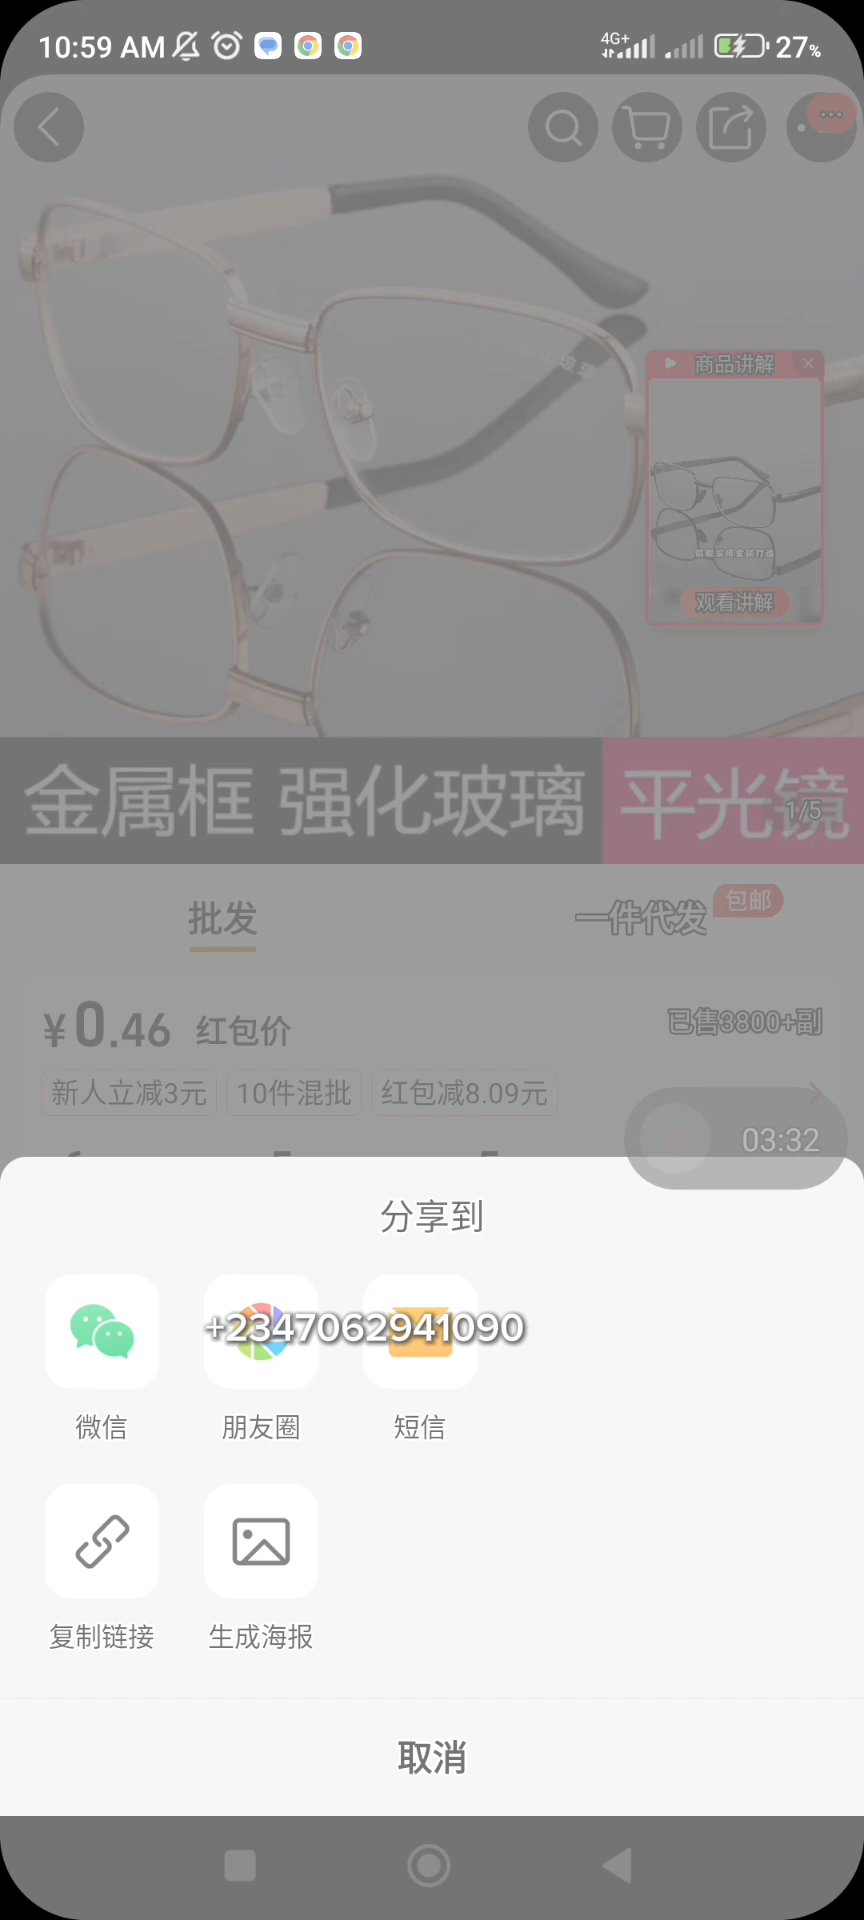 10:59 AM
4G+
27%
商品讲解
观看讲解
金属框 强化玻璃 平光镜
1/5
批发
一件代发
包邮
¥0.46 红包价
已售3800+副
新人立减3元
10件混批
红包减8.09元
03:32
分享到
+2347062941090
微信
朋友圈
短信
复制链接
生成海报
取消